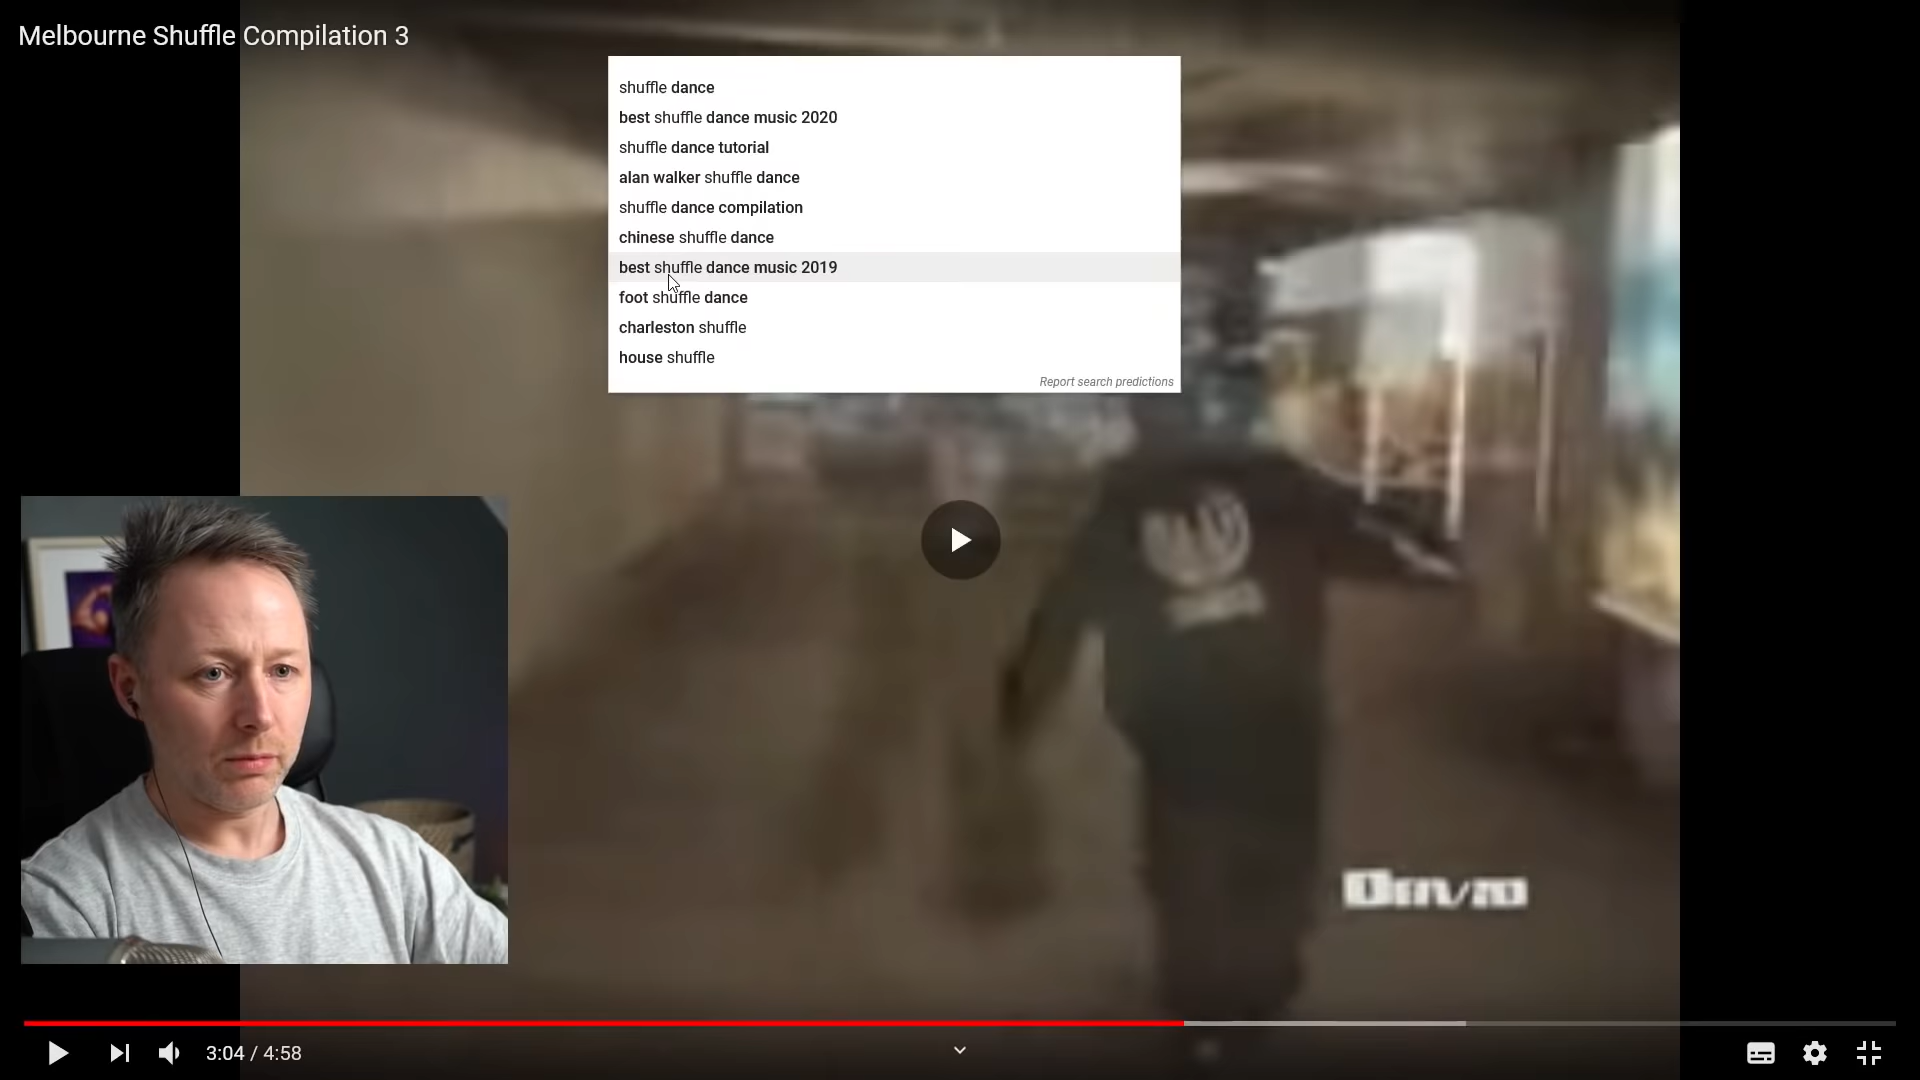 Melbourne Shuffle Compilation 3
shuffle dance
best shuffle dance music 2020
shuffle dance tutorial
alan walker shuffle dance
shuffle dance compilation
chinese shuffle dance
best shuffle dance music 2019
foot shuffle dance
charleston shuffle
house shuffle
Report search predictions
3:04 / 4:58